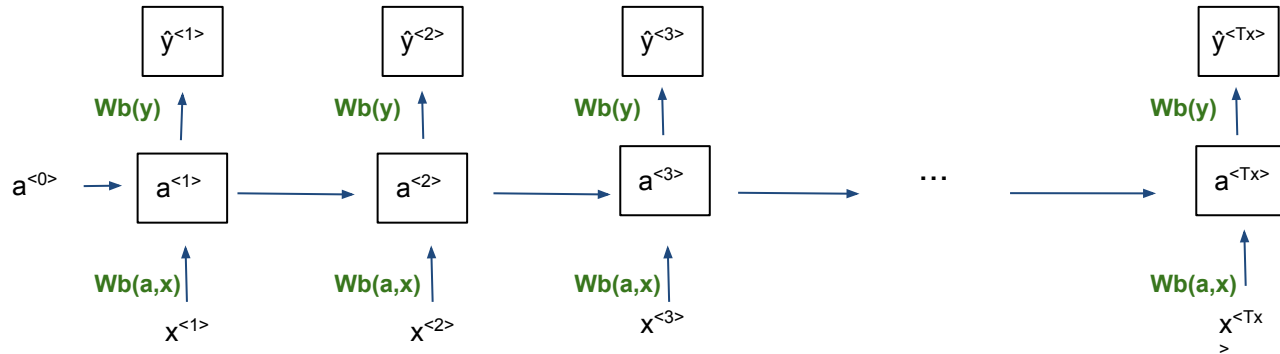 ŷ<1> ŷ<2> ŷ<3> ŷ<Tx>
Wb(y) Wb(y) Wb(y) Wb(y)
a<0> a<1> a<2> a<3> ... a<Tx>
Wb(a,x) Wb(a,x) Wb(a,x) Wb(a,x)
x<1> x<2> x<3> x<Tx
>